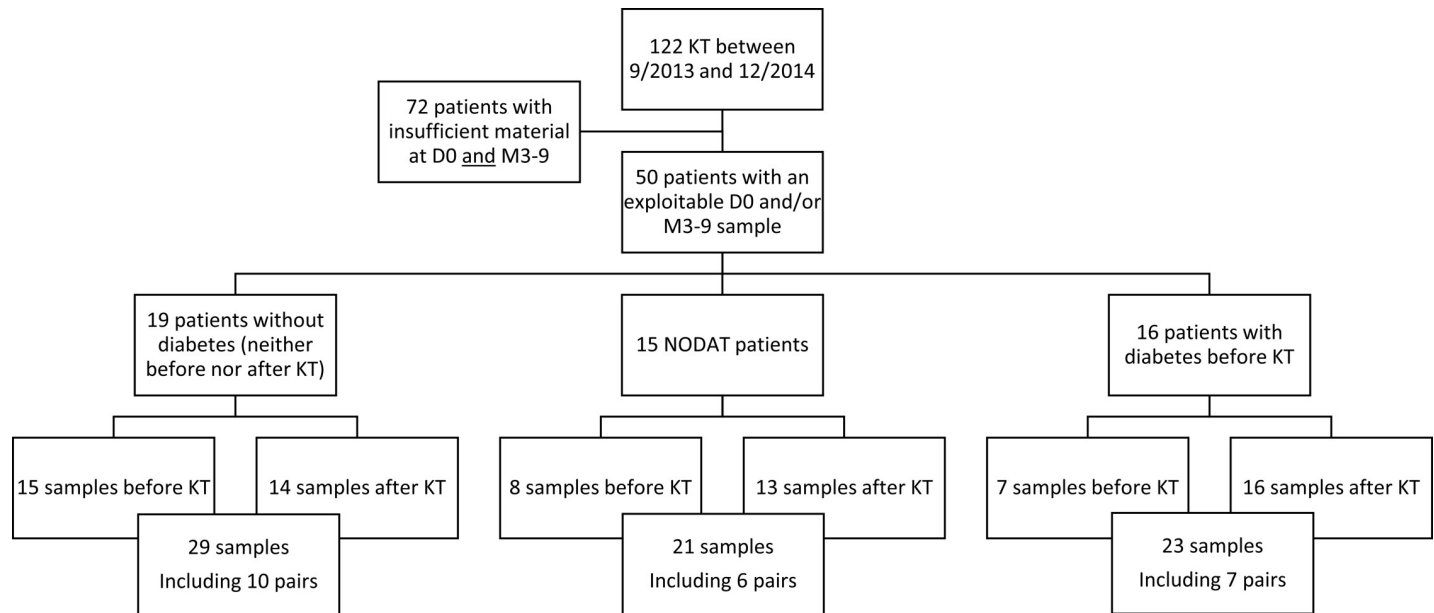 122 KT between
9/2013 and 12/2014
72 patients with
insufficient material
at D0 and M3-9
50 patients with an
exploitable D0 and/or
M3-9 sample
19 patients without
diabetes (neither
before nor after KT)
15 NODAT patients
16 patients with
diabetes before KT
15 samples before KT
14 samples after KT
8 samples before KT
13 samples after KT
7 samples before KT
16 samples after KT
29 samples
Including 10 pairs
21 samples
Including 6 pairs
23 samples
Including 7 pairs